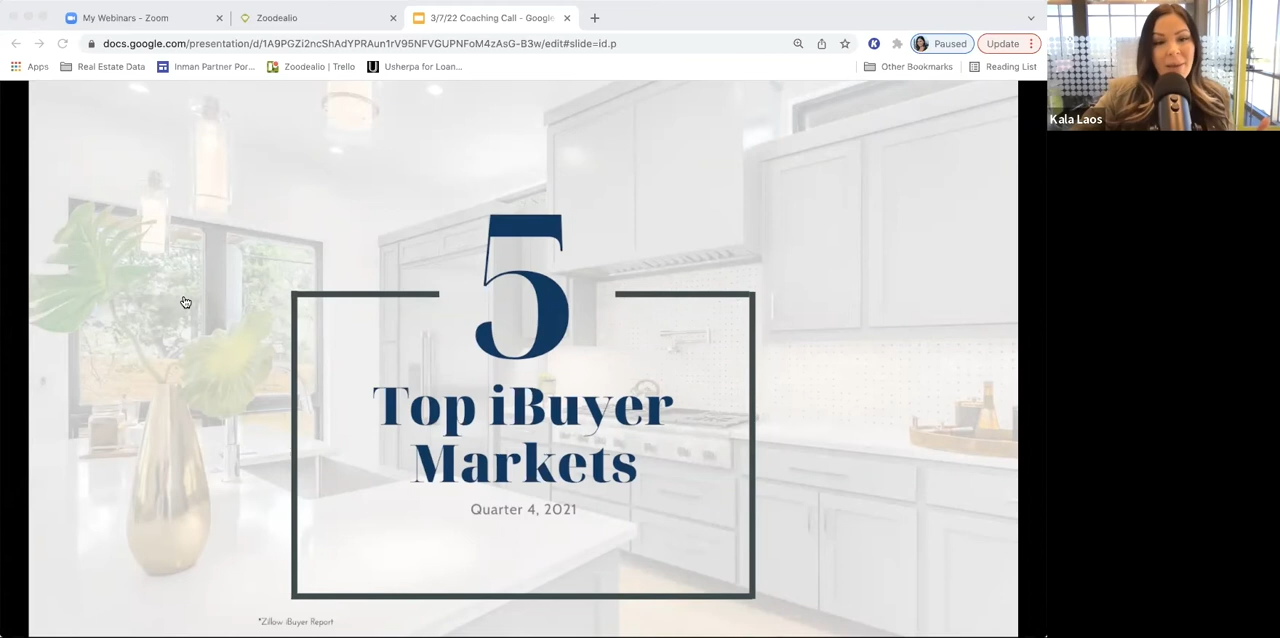 My Webinars - Zoom
Zoodealio
3/7/22 Coaching Call - Google
docs.google.com/presentation/d/1A9PGZi2ncShAdYPRAun1rV95NFVGUPNFoM4zAsG-B3w/edit#slide=id.p
Paused
Update
Apps
Real Estate Data
Inman Partner Por...
Zoodealio | Trello
Usherpa for Loan...
Other Bookmarks
Reading List
Kala Laos
5
Top iBuyer
Markets
Quarter 4, 2021
*Zillow iBuyer Report